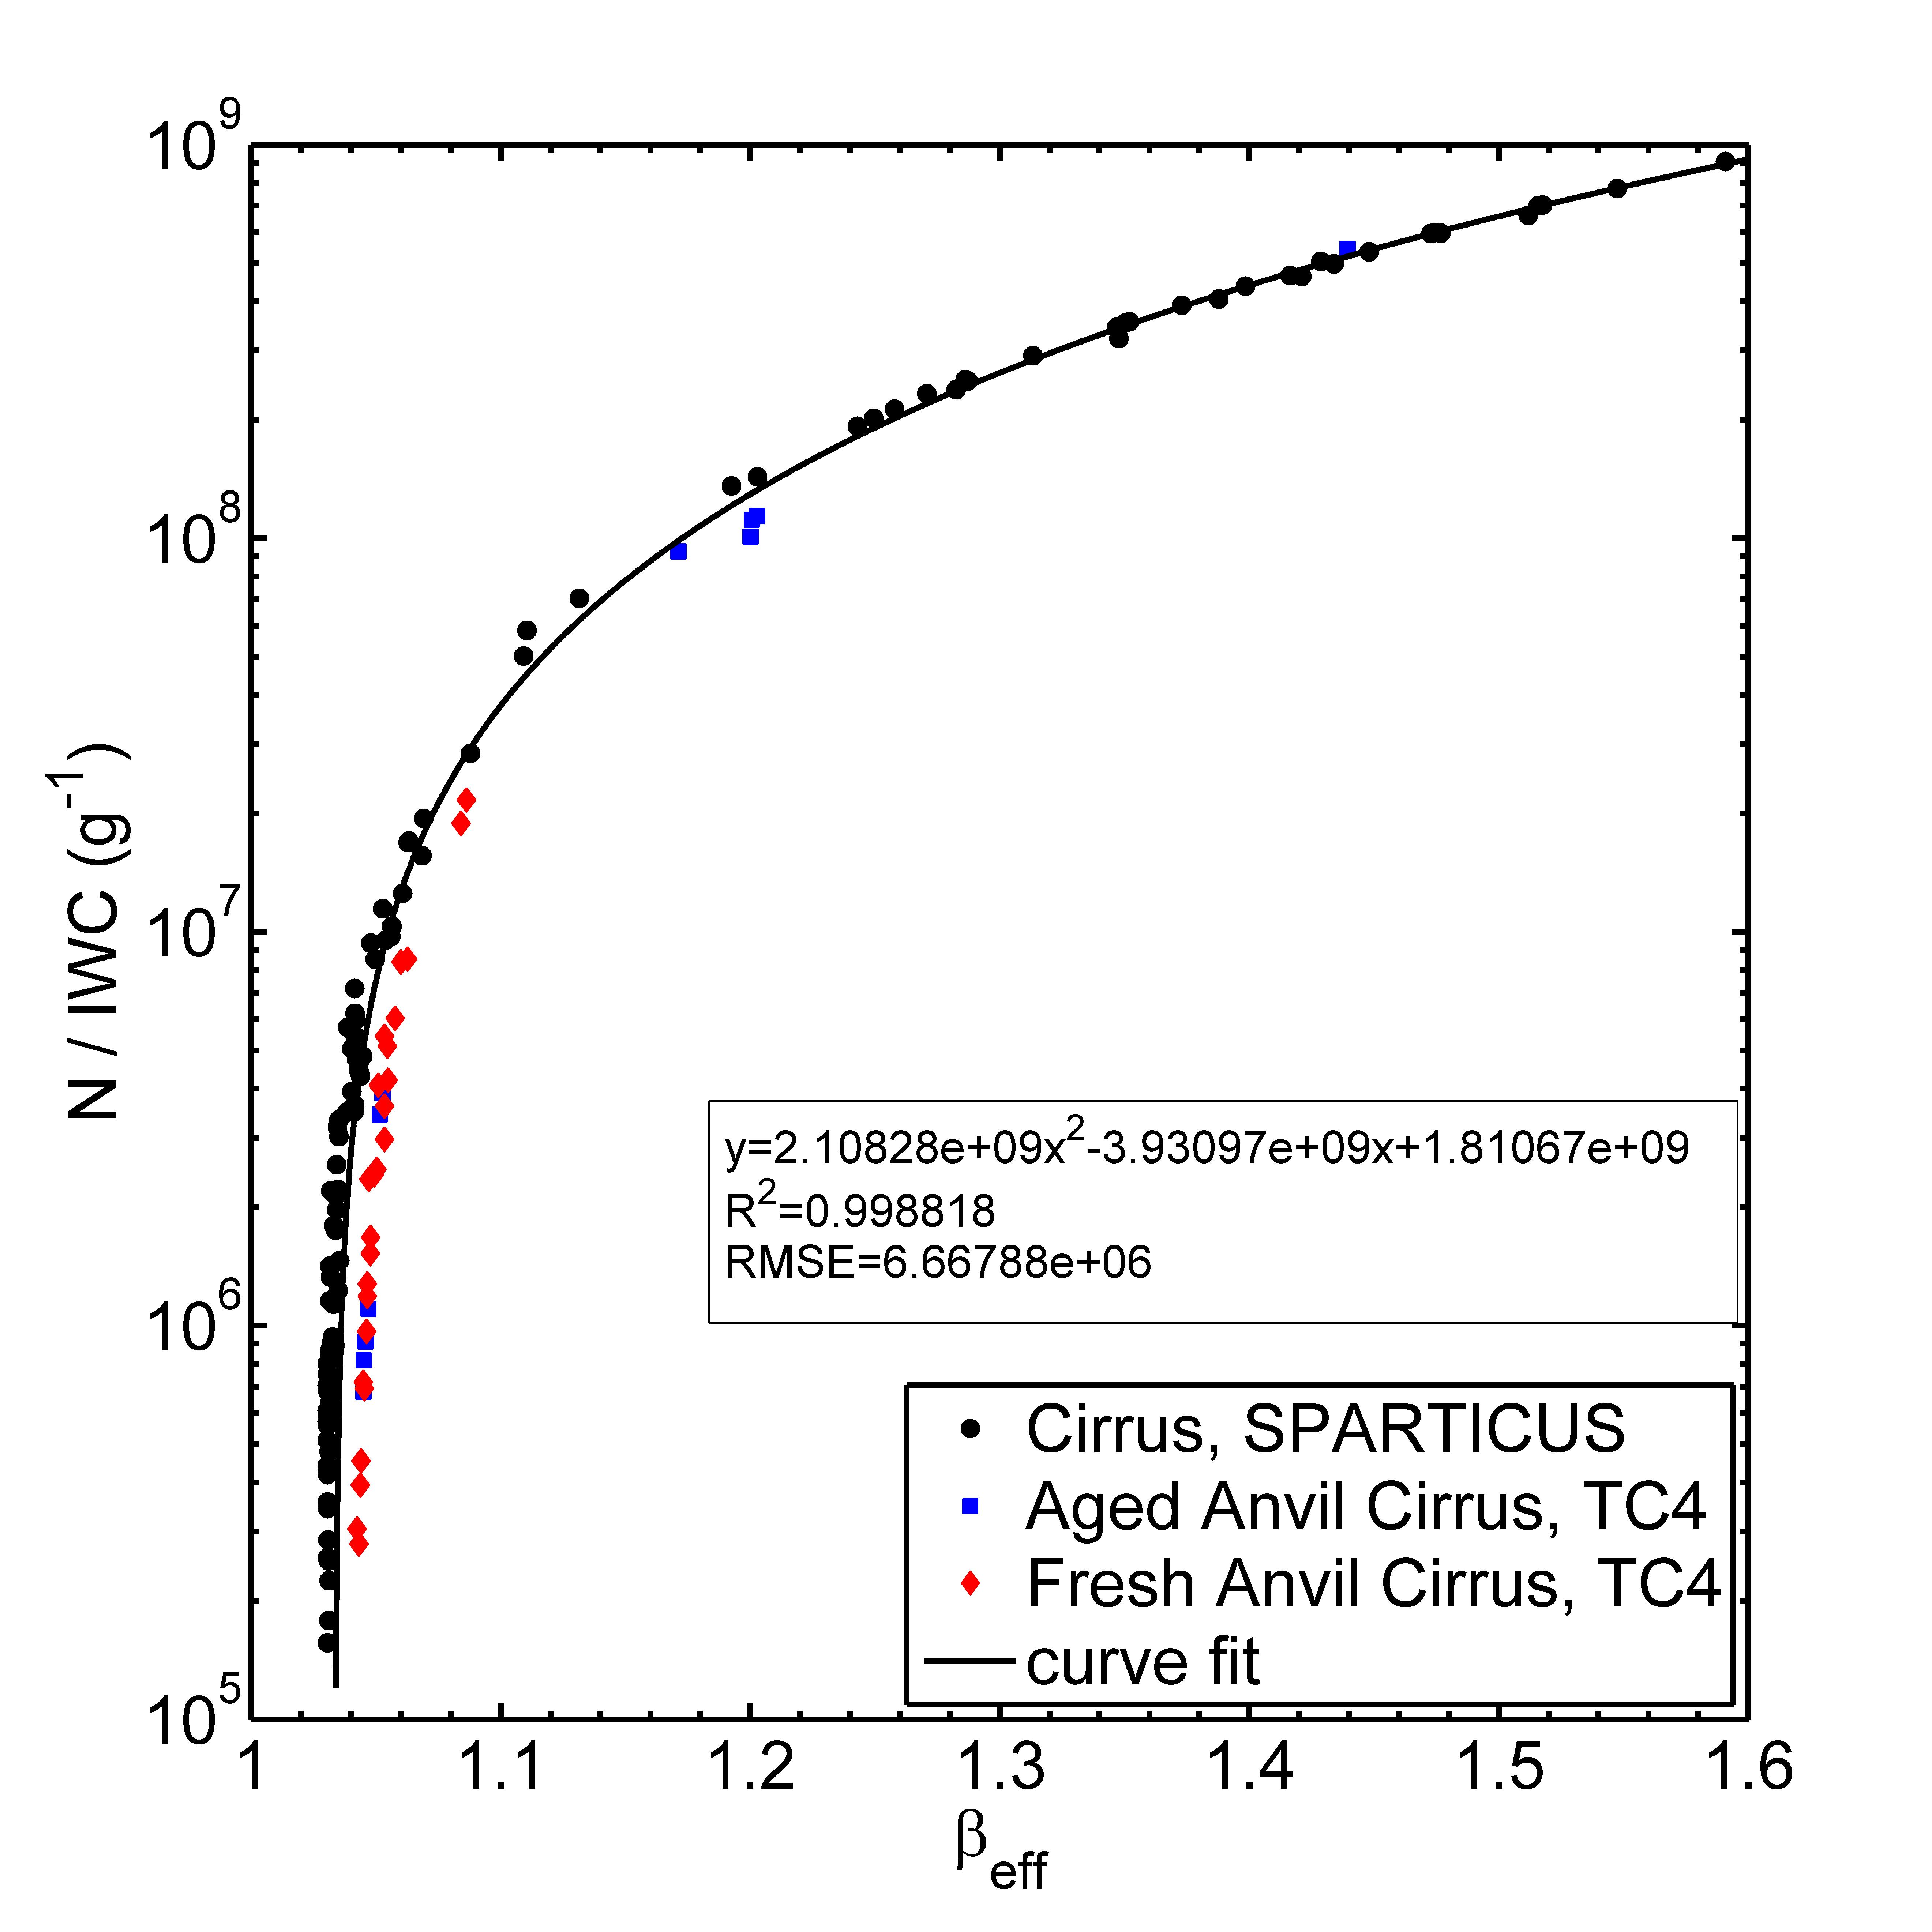 10^9
10^8
10^7
10^6
10^5
N / IWC (g^-1)
y=2.10828e+09x^2-3.93097e+09x+1.81067e+09
R^2=0.998818
RMSE=6.66788e+06
Cirrus, SPARTICUS
Aged Anvil Cirrus, TC4
Fresh Anvil Cirrus, TC4
curve fit
1 1.1 1.2 1.3 1.4 1.5 1.6
β_eff